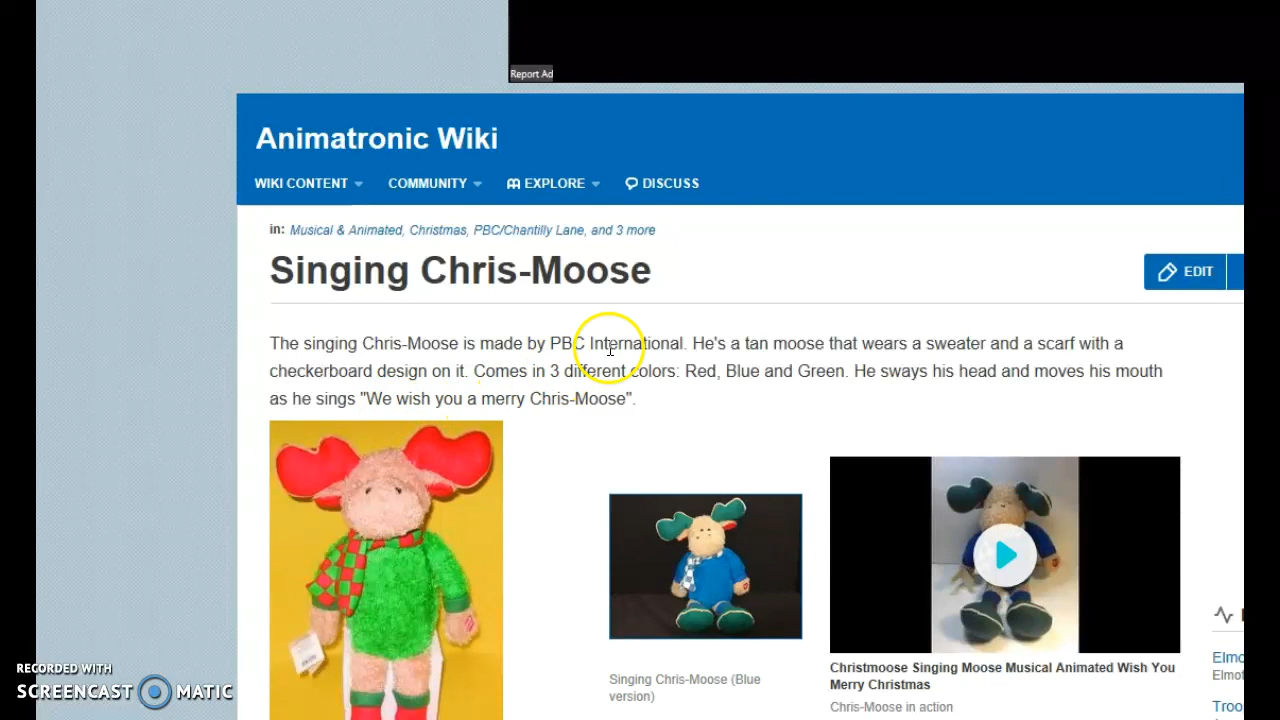 Report Ad
Animatronic Wiki
WIKI CONTENT COMMUNITY EXPLORE DISCUSS
in: Musical & Animated, Christmas, PBC/Chantilly Lane, and 3 more
Singing Chris-Moose
EDIT
The singing Chris-Moose is made by PBC International. He's a tan moose that wears a sweater and a scarf with a
checkerboard design on it. Comes in 3 different colors: Red, Blue and Green. He sways his head and moves his mouth
as he sings "We wish you a merry Chris-Moose".
Singing Chris-Moose (Blue
version)
Christmoose Singing Moose Musical Animated Wish You
Merry Christmas
Chris-Moose in action
Elmo
Elmo
Troo
RECORDED WITH
SCREENCAST MATIC